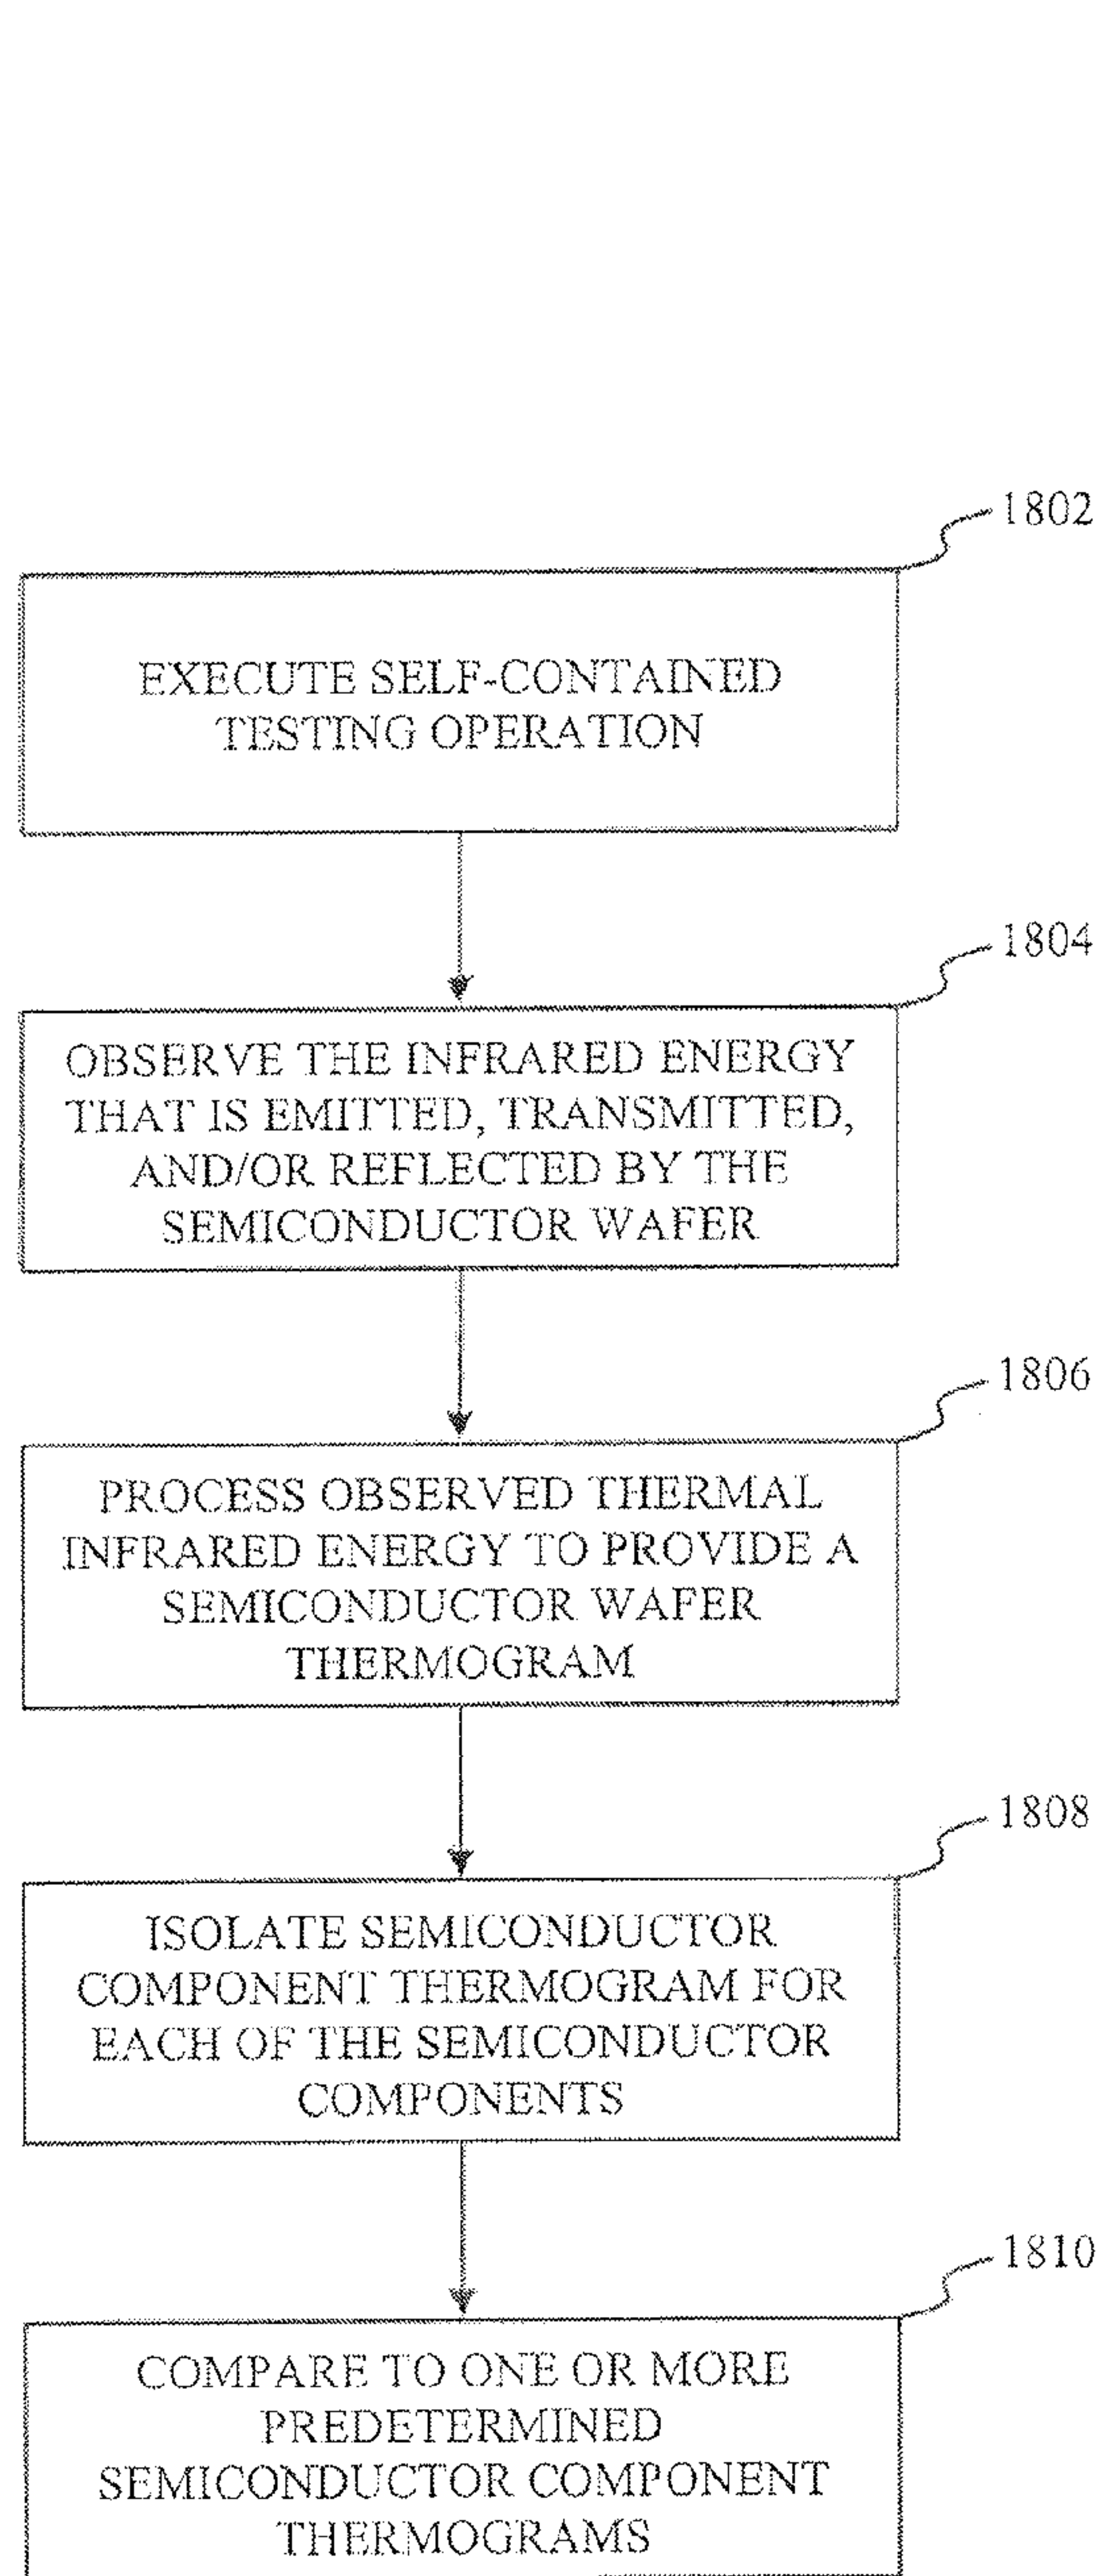 1802
EXECUTE SELF-CONTAINED
TESTING OPERATION
1804
OBSERVE THE INFRARED ENERGY
THAT IS EMITTED, TRANSMITTED,
AND/OR REFLECTED BY THE
SEMICONDUCTOR WAFER
1806
PROCESS OBSERVED THERMAL
INFRARED ENERGY TO PROVIDE A
SEMICONDUCTOR WAFER
THERMOGRAM
1808
ISOLATE SEMICONDUCTOR
COMPONENT THERMOGRAM FOR
EACH OF THE SEMICONDUCTOR
COMPONENTS
1810
COMPARE TO ONE OR MORE
PREDETERMINED
SEMICONDUCTOR COMPONENT
THERMOGRAMS